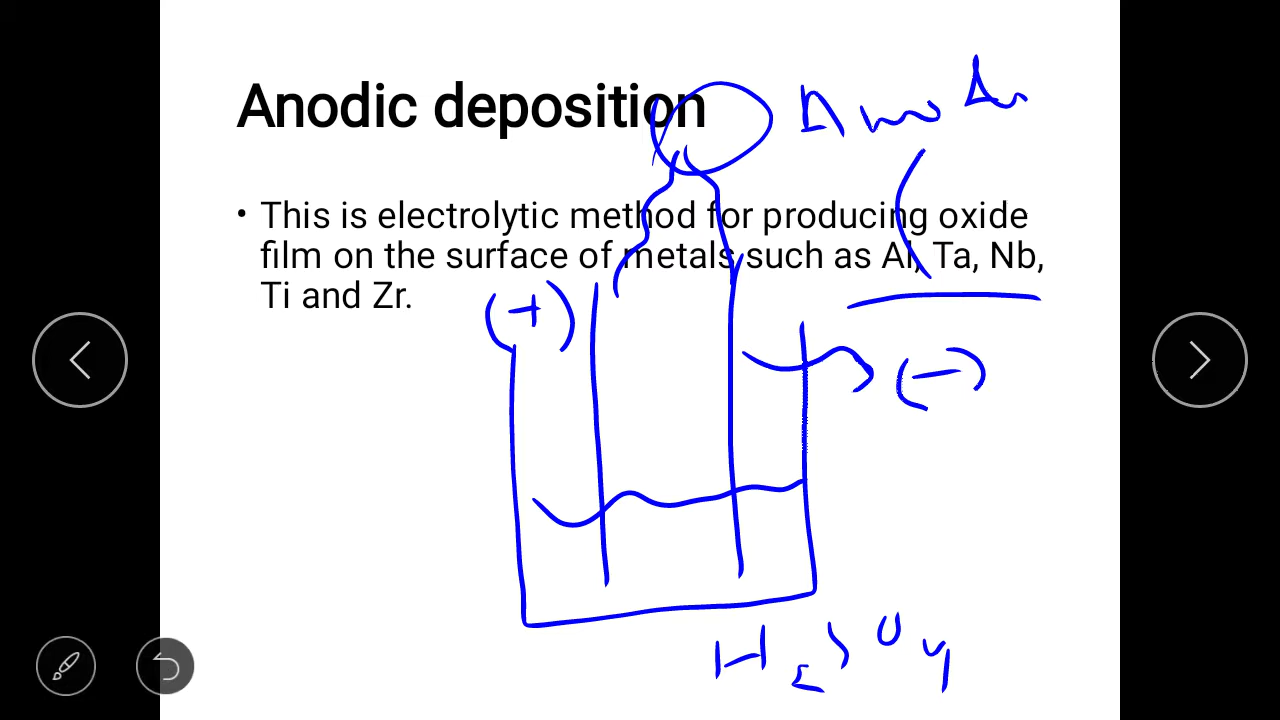 Anodic deposition
• This is electrolytic method for producing oxide
film on the surface of metals such as Al, Ta, Nb,
Ti and Zr.
(+)
(-)
H2SO4